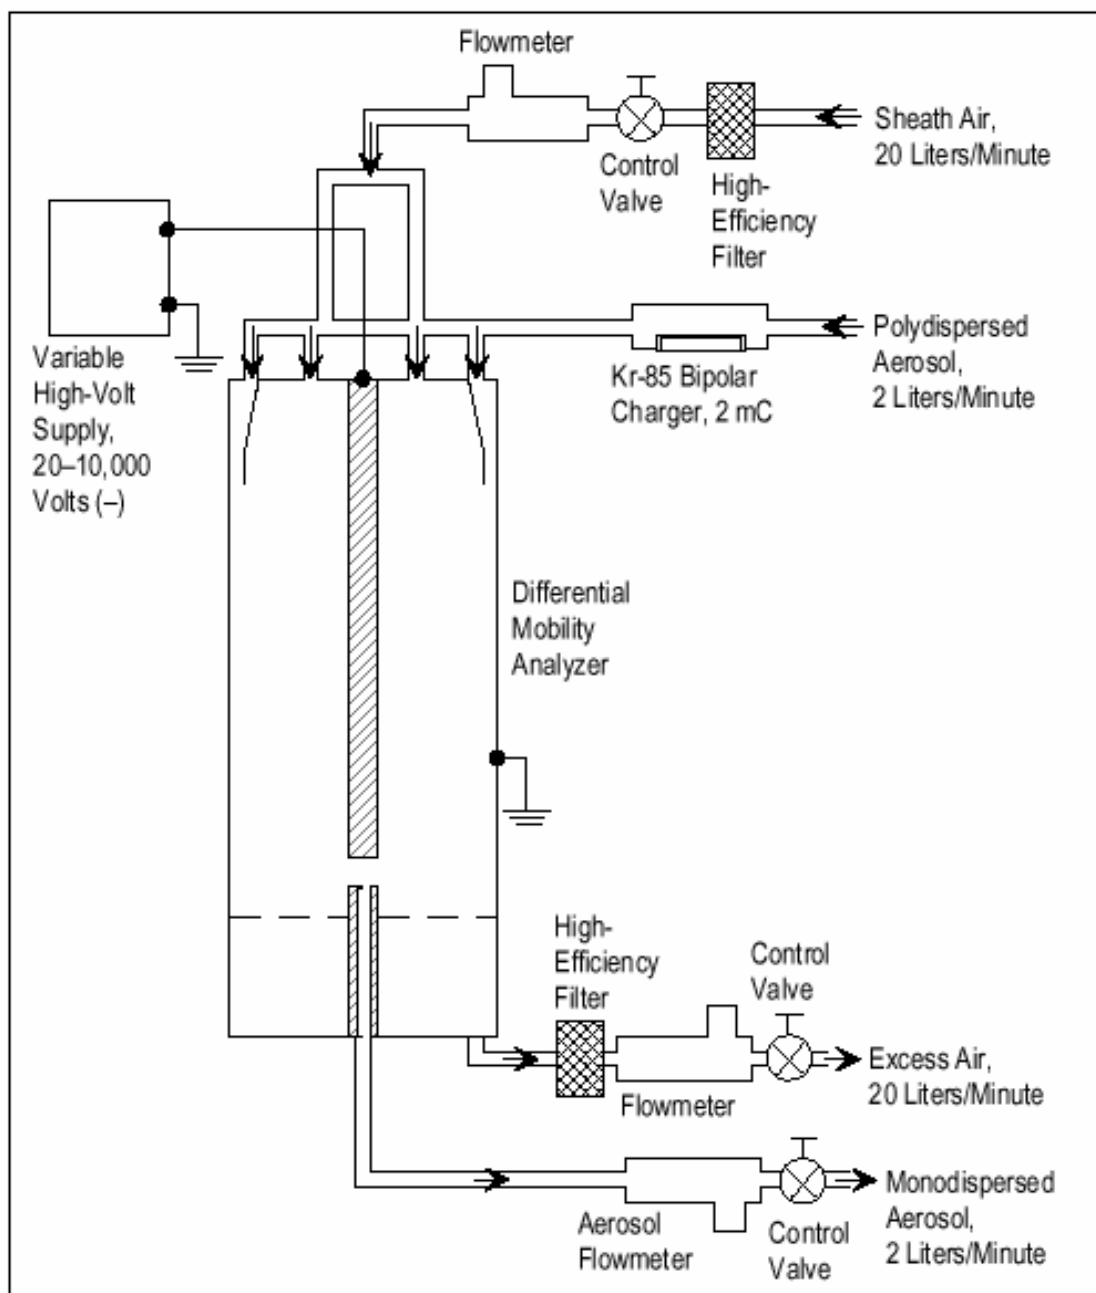 Flowmeter
Sheath Air,
20 Liters/Minute
Control
Valve
High-
Efficiency
Filter
Variable
High-Volt
Supply,
20–10,000
Volts (–)
Polydispersed
Aerosol,
2 Liters/Minute
Kr-85 Bipolar
Charger, 2 mC
Differential
Mobility
Analyzer
High-
Efficiency
Filter
Control
Valve
Flowmeter
Excess Air,
20 Liters/Minute
Aerosol
Flowmeter
Control
Valve
Monodispersed
Aerosol,
2 Liters/Minute